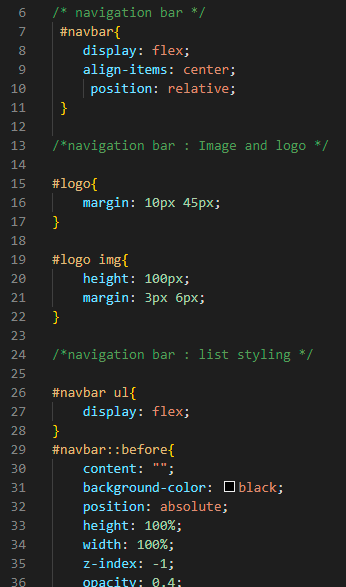 6 /* navigation bar */
7 #navbar{
8 display: flex;
9 align-items: center;
10 position: relative;
11 }
12
13 /*navigation bar : Image and logo */
14
15 #logo{
16 margin: 10px 45px;
17 }
18
19 #logo img{
20 height: 100px;
21 margin: 3px 6px;
22 }
23
24 /*navigation bar : list styling */
25
26 #navbar ul{
27 display: flex;
28 }
29 #navbar::before{
30 content: "";
31 background-color: black;
32 position: absolute;
33 height: 100%;
34 width: 100%;
35 z-index: -1;
36 opacity: 0.4;